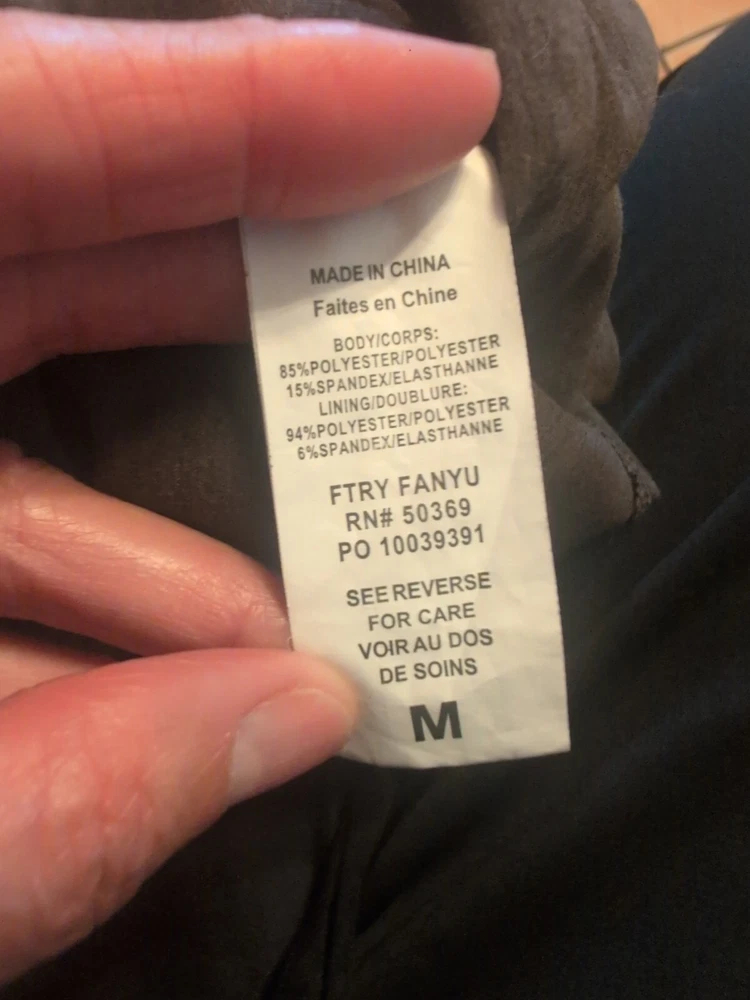 MADE IN CHINA
Faites en Chine
BODY/CORPS:
85%POLYESTER/POLYESTER
15%SPANDEX/ELASTHANNE
LINING/DOUBLURE:
94%POLYESTER/POLYESTER
6%SPANDEX/ELASTHANNE
FTRY FANYU
RN# 50369
PO 10039391
SEE REVERSE
FOR CARE
VOIR AU DOS
DE SOINS
M